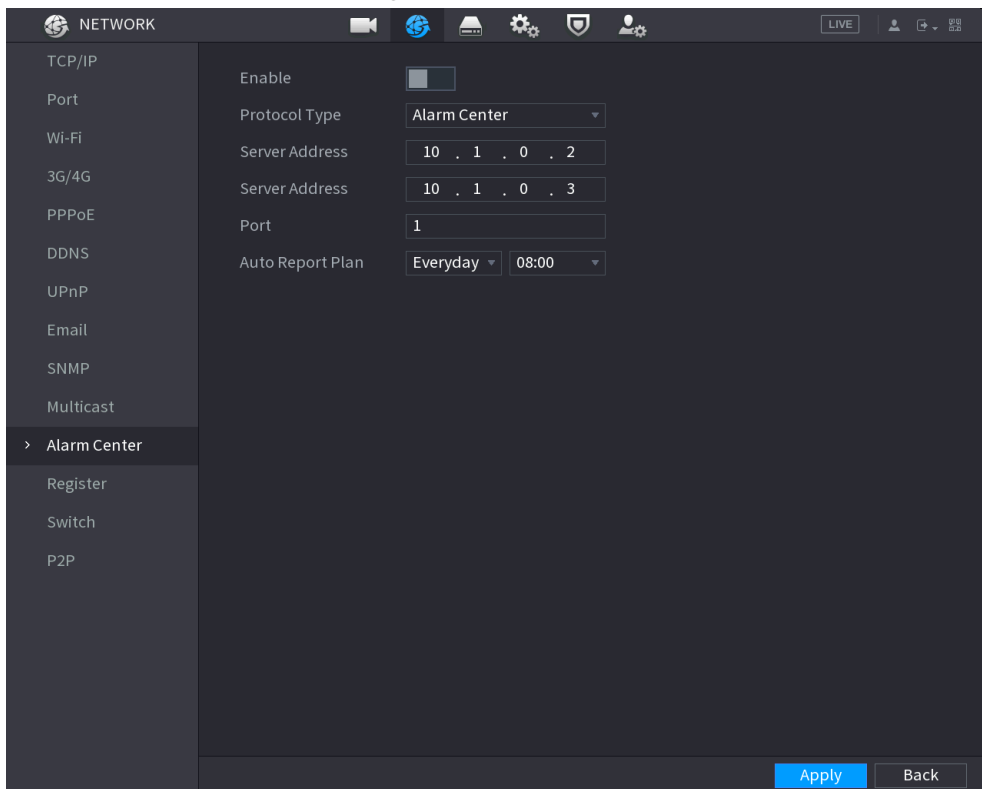 NETWORK
LIVE
TCP/IP
Port
Wi-Fi
3G/4G
PPPoE
DDNS
UPnP
Email
SNMP
Multicast
Alarm Center
Register
Switch
P2P
Enable
Protocol Type Alarm Center
Server Address 10 . 1 . 0 . 2
Server Address 10 . 1 . 0 . 3
Port 1
Auto Report Plan Everyday 08:00
Apply Back